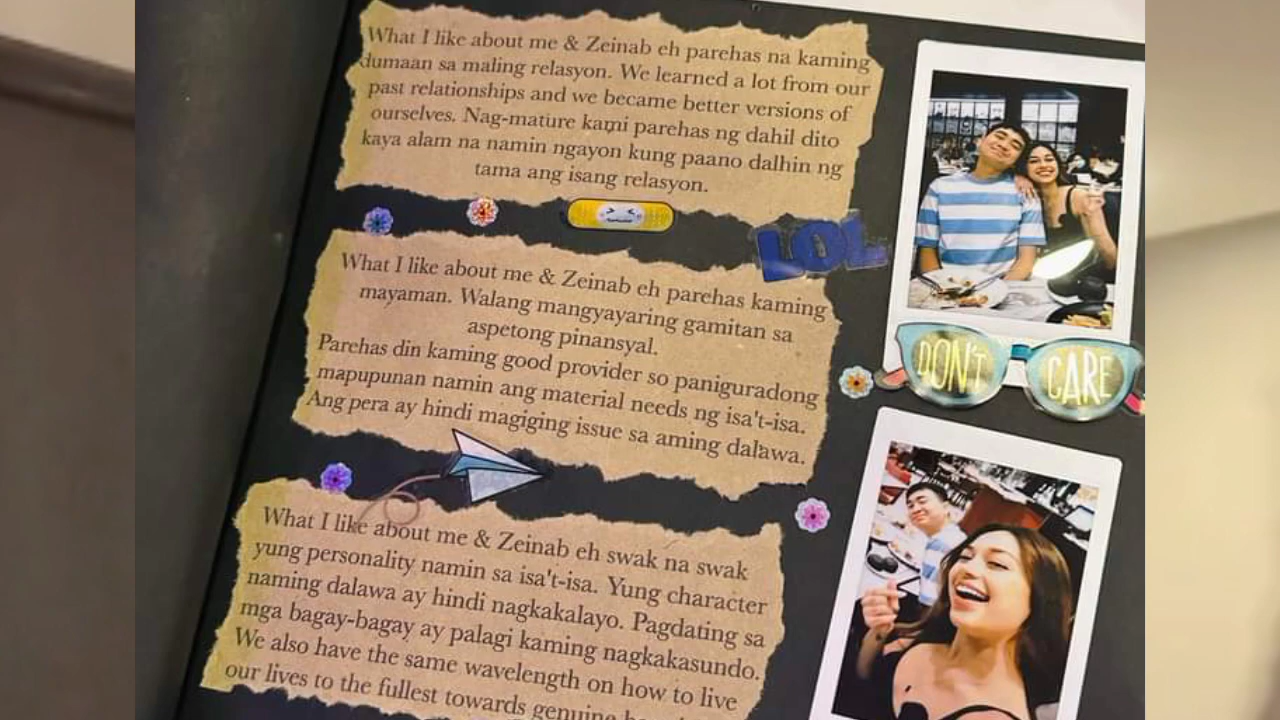 What I like about me & Zeinab eh parehas na kaming
dumaan sa maling relasyon. We learned a lot from our
past relationships and we became better versions of
ourselves. Nag-mature kami parehas ng dahil dito
kaya alam na namin ngayon kung paano dalhin ng
tama ang isang relasyon.
LOL
What I like about me & Zeinab eh parehas kaming
mayaman. Walang mangyayaring gamitan sa
aspetong pinansyal.
Parehas din kaming good provider so paniguradong
mapupunan namin ang material needs ng isa't-isa.
Ang pera ay hindi magiging issue sa aming dalawa.
DON'T CARE
What I like about me & Zeinab eh swak na swak
yung personality namin sa isa't-isa. Yung character
naming dalawa ay hindi nagkakalayo. Pagdating sa
mga bagay-bagay ay palagi kaming nagkakasundo.
We also have the same wavelength on how to live
our lives to the fullest towards genuine